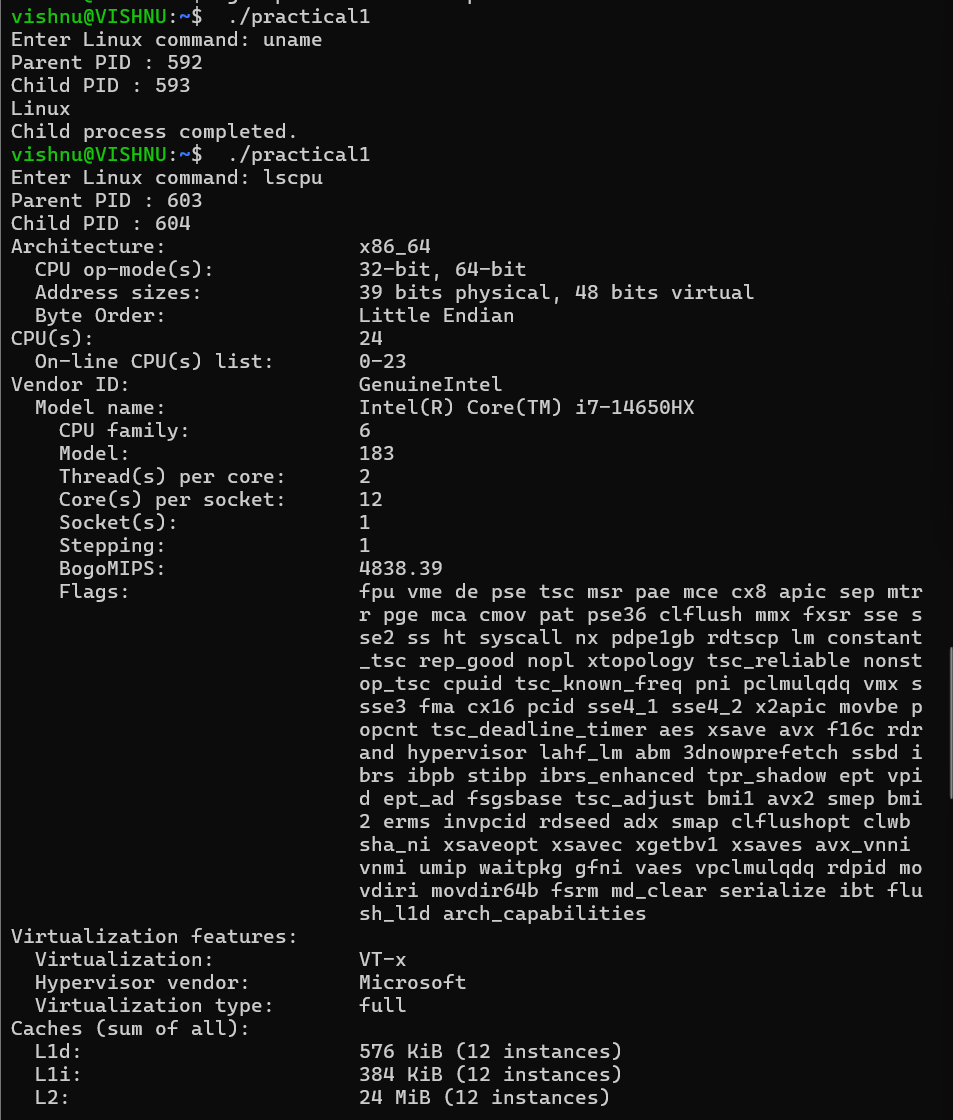 vishnu@VISHNU:~$  ./practical1
Enter Linux command: uname
Parent PID : 592
Child PID : 593
Linux
Child process completed.
vishnu@VISHNU:~$  ./practical1
Enter Linux command: lscpu
Parent PID : 603
Child PID : 604
Architecture:                x86_64
  CPU op-mode(s):            32-bit, 64-bit
  Address sizes:             39 bits physical, 48 bits virtual
  Byte Order:                Little Endian
CPU(s):                      24
  On-line CPU(s) list:       0-23
Vendor ID:                   GenuineIntel
  Model name:                Intel(R) Core(TM) i7-14650HX
    CPU family:              6
    Model:                   183
    Thread(s) per core:      2
    Core(s) per socket:      12
    Socket(s):               1
    Stepping:                1
    BogoMIPS:                4838.39
    Flags:                   fpu vme de pse tsc msr pae mce cx8 apic sep mtr
                             r pge mca cmov pat pse36 clflush mmx fxsr sse s
                             se2 ss ht syscall nx pdpe1gb rdtscp lm constant
                             _tsc rep_good nopl xtopology tsc_reliable nonst
                             op_tsc cpuid tsc_known_freq pni pclmulqdq vmx s
                             sse3 fma cx16 pcid sse4_1 sse4_2 x2apic movbe p
                             opcnt tsc_deadline_timer aes xsave avx f16c rdr
                             and hypervisor lahf_lm abm 3dnowprefetch ssbd i
                             brs ibpb stibp ibrs_enhanced tpr_shadow ept vpi
                             d ept_ad fsgsbase tsc_adjust bmi1 avx2 smep bmi
                             2 erms invpcid rdseed adx smap clflushopt clwb
                             sha_ni xsaveopt xsavec xgetbv1 xsaves avx_vnni
                             vnmi umip waitpkg gfni vaes vpclmulqdq rdpid mo
                             vdiri movdir64b fsrm md_clear serialize ibt flu
                             sh_l1d arch_capabilities
Virtualization features:
  Virtualization:            VT-x
  Hypervisor vendor:         Microsoft
  Virtualization type:       full
Caches (sum of all):
  L1d:                       576 KiB (12 instances)
  L1i:                       384 KiB (12 instances)
  L2:                        24 MiB (12 instances)